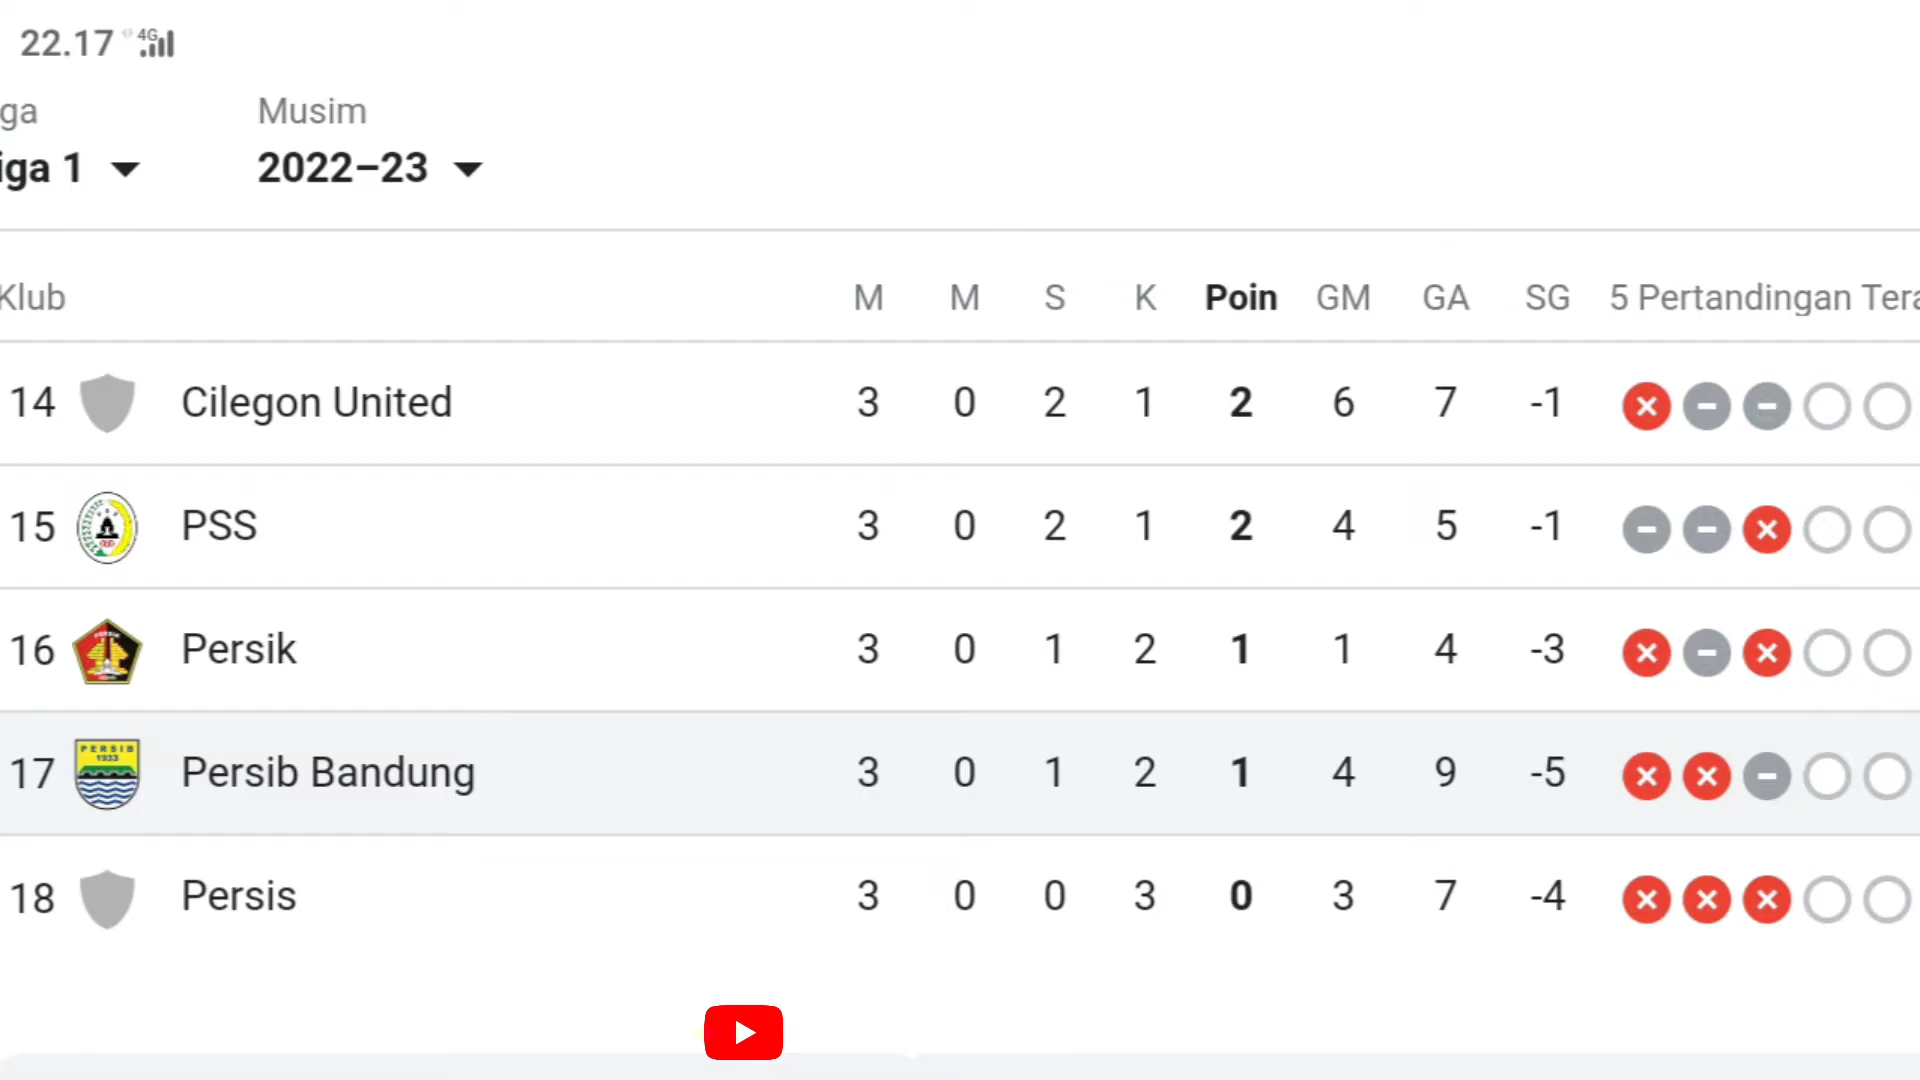 22.17 4G
ga Musim
iga 1 2022–23
Klub M M S K Poin GM GA SG 5 Pertandingan Tera
14 Cilegon United 3 0 2 1 2 6 7 -1
15 PSS 3 0 2 1 2 4 5 -1
16 Persik 3 0 1 2 1 1 4 -3
PERSIB
1933
17 Persib Bandung 3 0 1 2 1 4 9 -5
18 Persis 3 0 0 3 0 3 7 -4